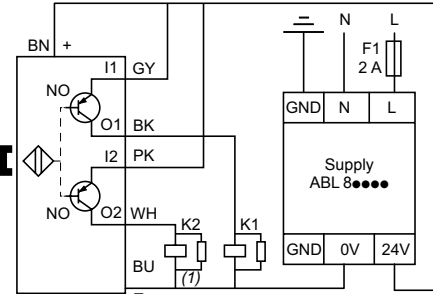 N L
BN +
F1
2 A
I1 GY
NO
GND N L
O1 BK
I2 PK
Supply
ABL 8●●●●
NO
O2 WH
K2 K1
GND 0V 24V
BU
(1)
–